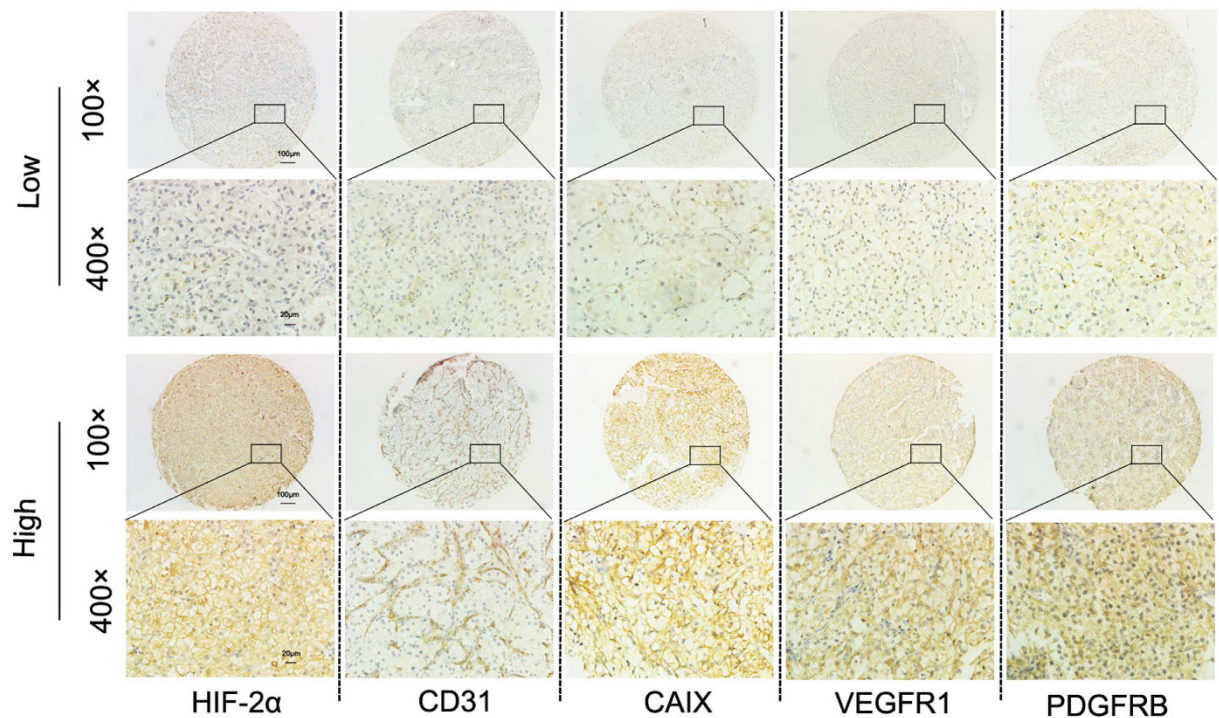 Low
100×
100μm
400×
20μm
High
100×
100μm
400×
20μm
HIF-2α CD31 CAIX VEGFR1 PDGFRB